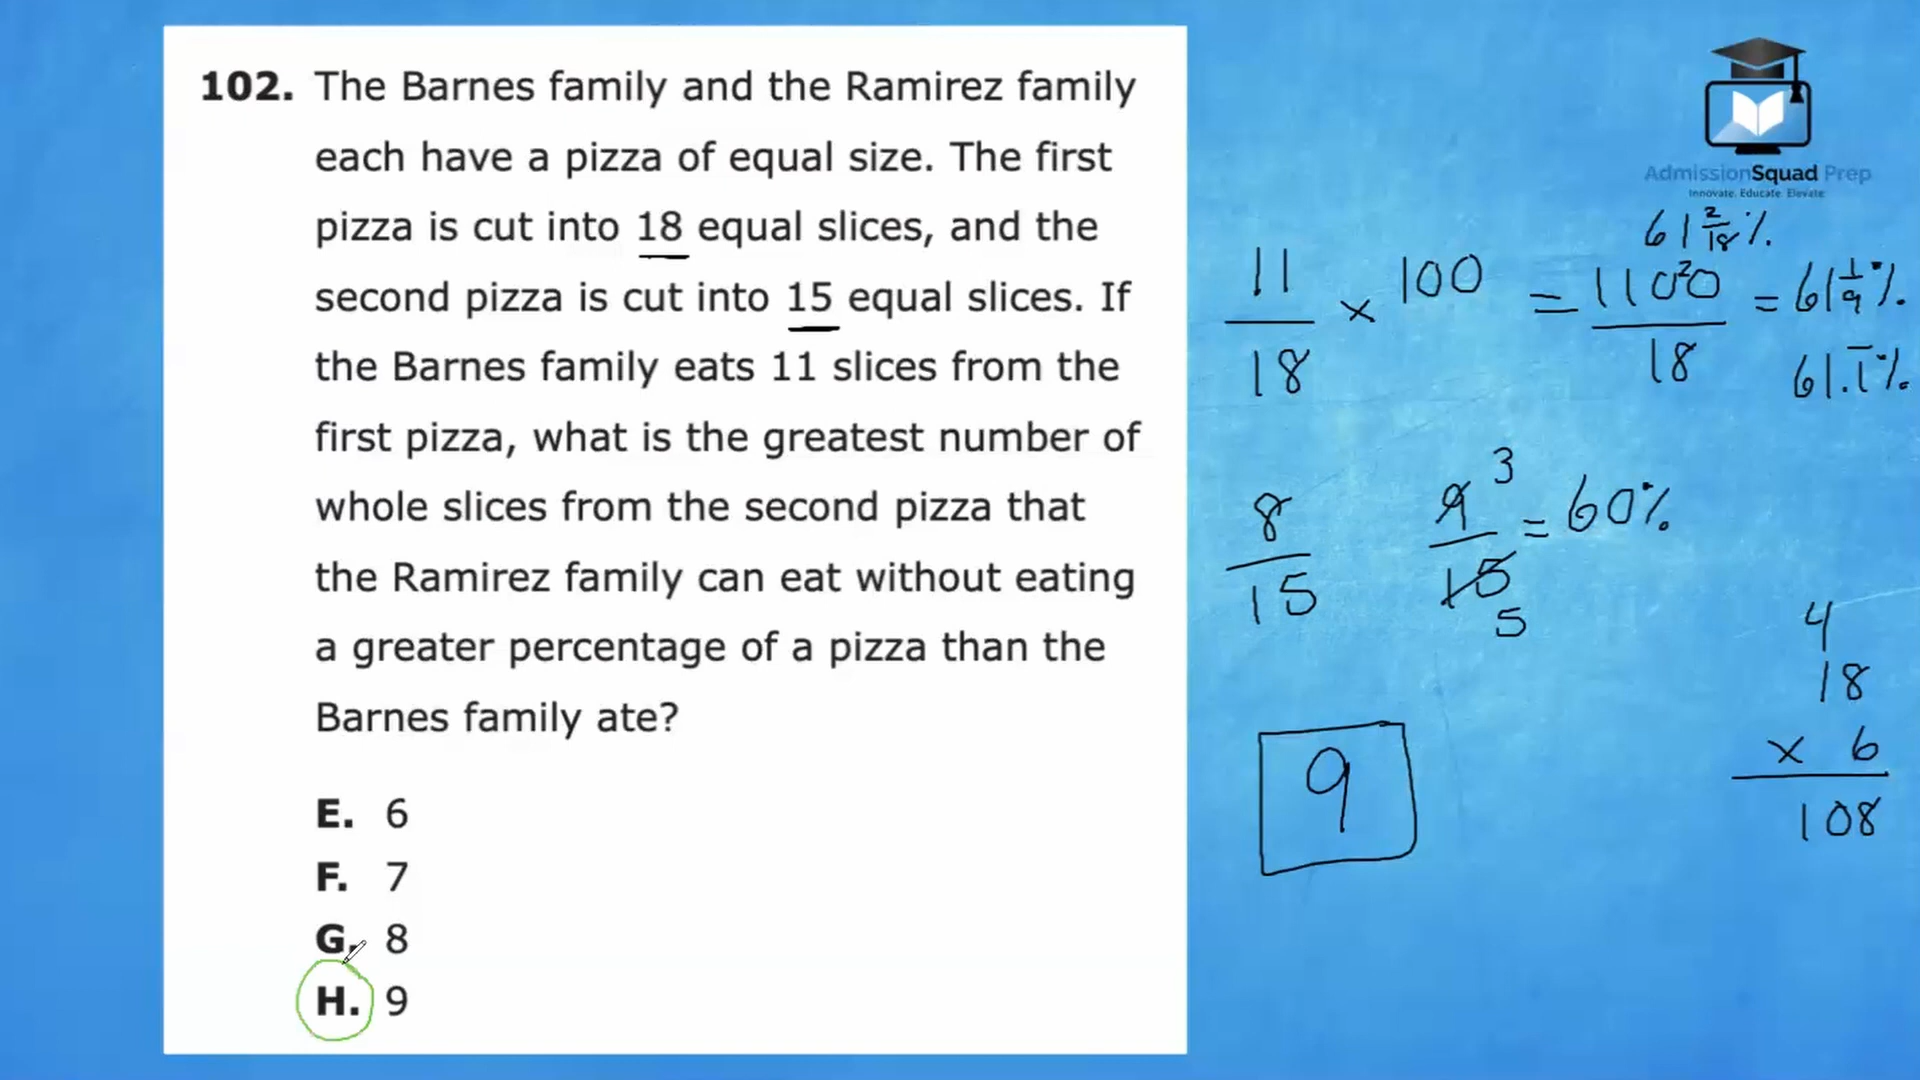 102. The Barnes family and the Ramirez family
each have a pizza of equal size. The first
pizza is cut into 18 equal slices, and the
second pizza is cut into 15 equal slices. If
the Barnes family eats 11 slices from the
first pizza, what is the greatest number of
whole slices from the second pizza that
the Ramirez family can eat without eating
a greater percentage of a pizza than the
Barnes family ate?
E. 6
F. 7
G. 8
H. 9
AdmissionSquad Prep
Innovate. Educate. Elevate
61 2/18 %
11/18 × 100 = 1100/18 = 61 1/9 %
2
61.1̅%
8/15
9/15 = 60%
3
5
9
4
18
× 6
108